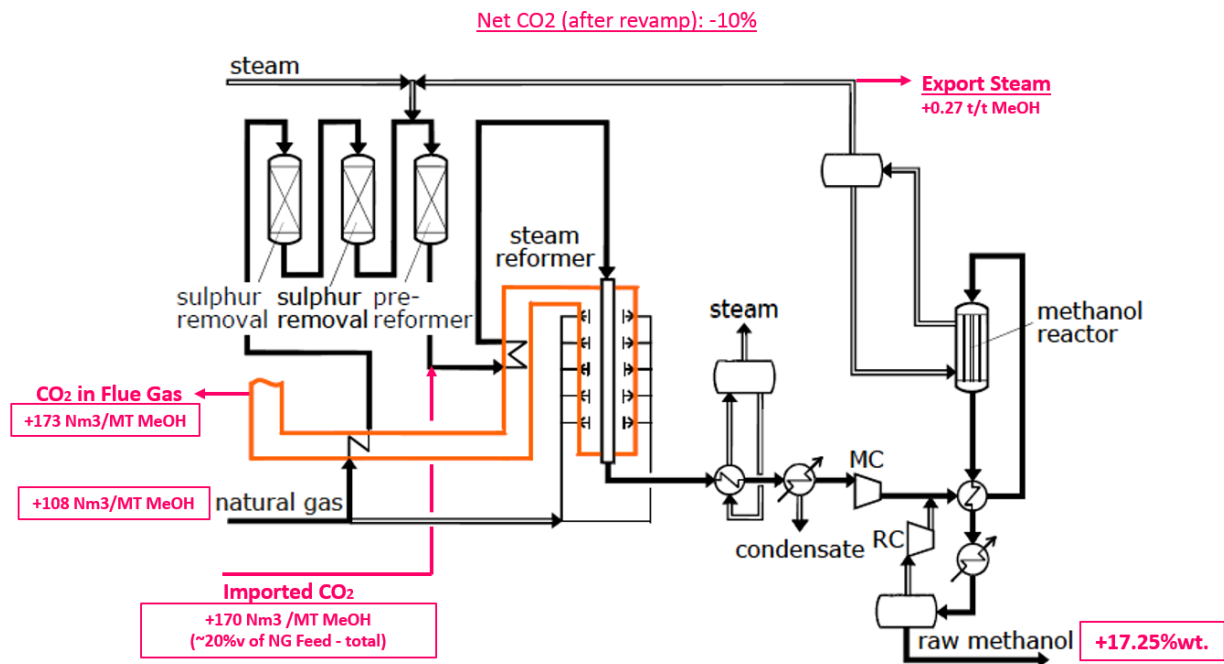 Net CO2 (after revamp): -10%
steam
Export Steam
+0.27 t/t MeOH
steam
reformer
sulphur
removal
sulphur
removal
pre-
reformer
steam
methanol
reactor
CO₂ in Flue Gas
+173 Nm3/MT MeOH
MC
+108 Nm3/MT MeOH
natural gas
condensate
RC
Imported CO₂
+170 Nm3 /MT MeOH
(~20%v of NG Feed - total)
raw methanol
+17.25%wt.